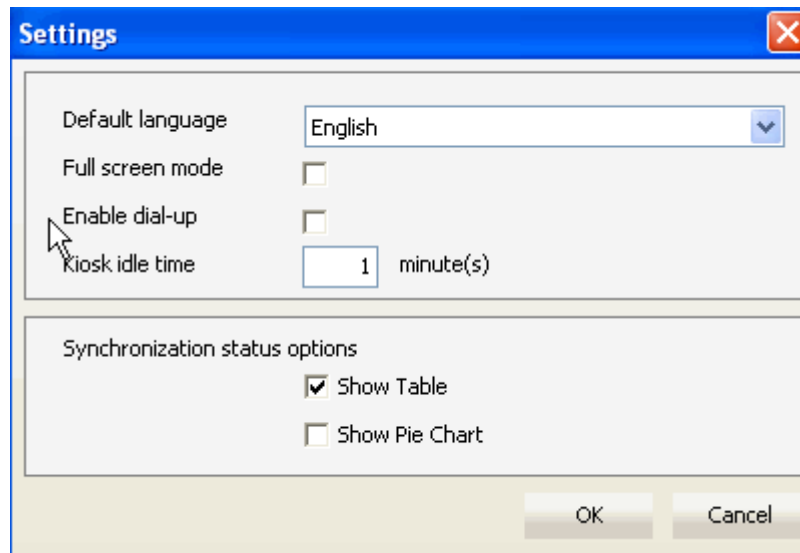 Settings
Default language English
Full screen mode
Enable dial-up
Kiosk idle time 1 minute(s)
Synchronization status options
Show Table
Show Pie Chart
OK Cancel